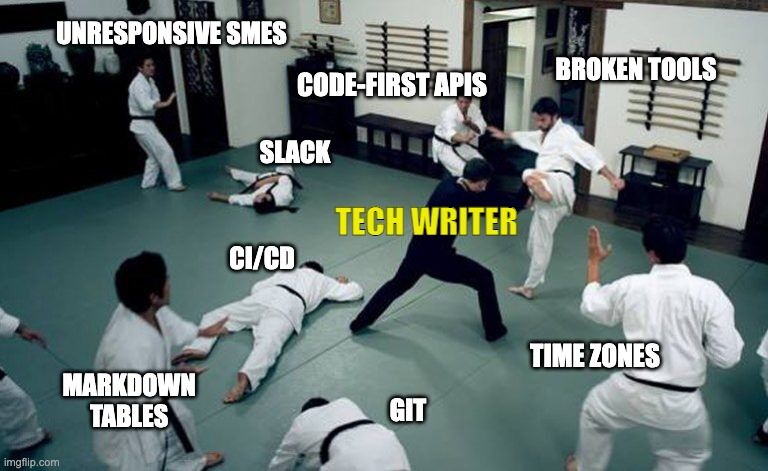 UNRESPONSIVE SMES
BROKEN TOOLS
CODE-FIRST APIS
SLACK
TECH WRITER
CI/CD
TIME ZONES
MARKDOWN
TABLES
GIT
imgflip.com